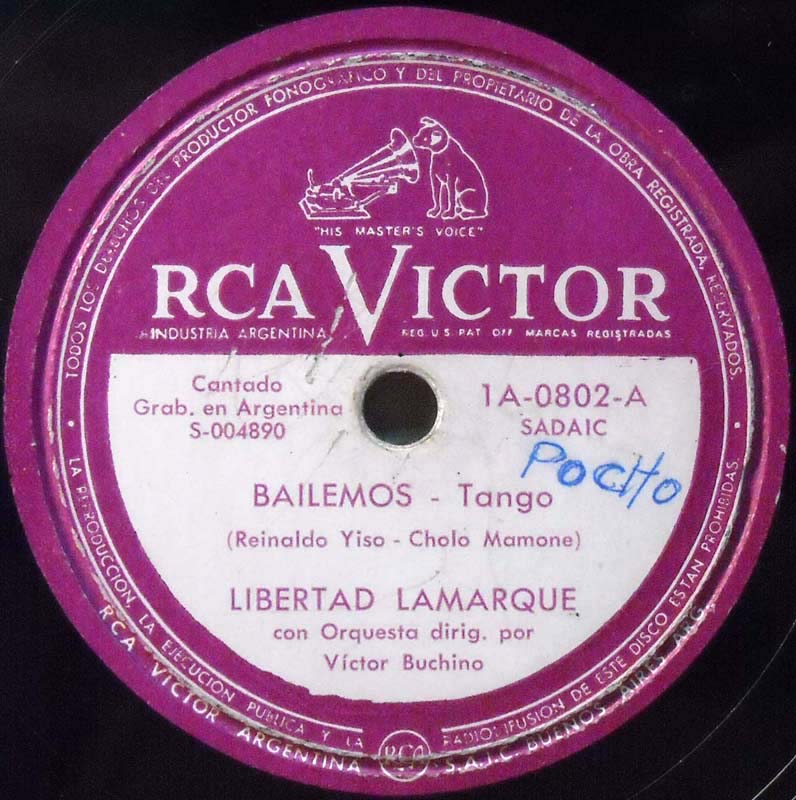 TODOS LOS DERECHOS DEL PRODUCTOR FONOGRAFICO Y DEL PROPIETARIO DE LA OBRA REGISTRADA, RESERVADOS.
"HIS MASTER'S VOICE"
RCA VICTOR
INDUSTRIA ARGENTINA
REG. U.S. PAT. OFF. MARCAS REGISTRADAS
Cantado
Grab. en Argentina
S-004890
1A-0802-A
SADAIC
POCHO
BAILEMOS - Tango
(Reinaldo Yiso - Cholo Mamone)
LIBERTAD LAMARQUE
con Orquesta dirig. por
Víctor Buchino
LA REPRODUCCION, LA EJECUCION PUBLICA Y LA RADIODIFUSION DE ESTE DISCO ESTAN PROHIBIDAS.
RCA VICTOR ARGENTINA RCA S.A.I.C. BUENOS AIRES ARG.